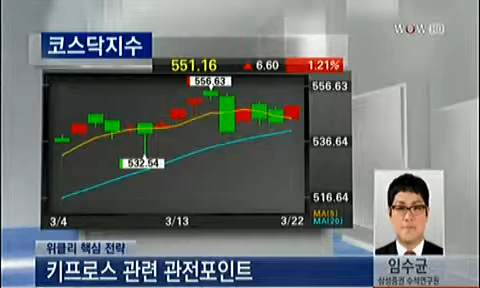 WOW HD
코스닥지수
551.16 ▲ 6.60 1.21%
556.63
556.63
536.64
532.54
516.64
MA(5)
MA(20)
3/4 3/13 3/22
위클리 핵심 전략
키프로스 관련 관전포인트
임수균
삼성증권 수석연구원